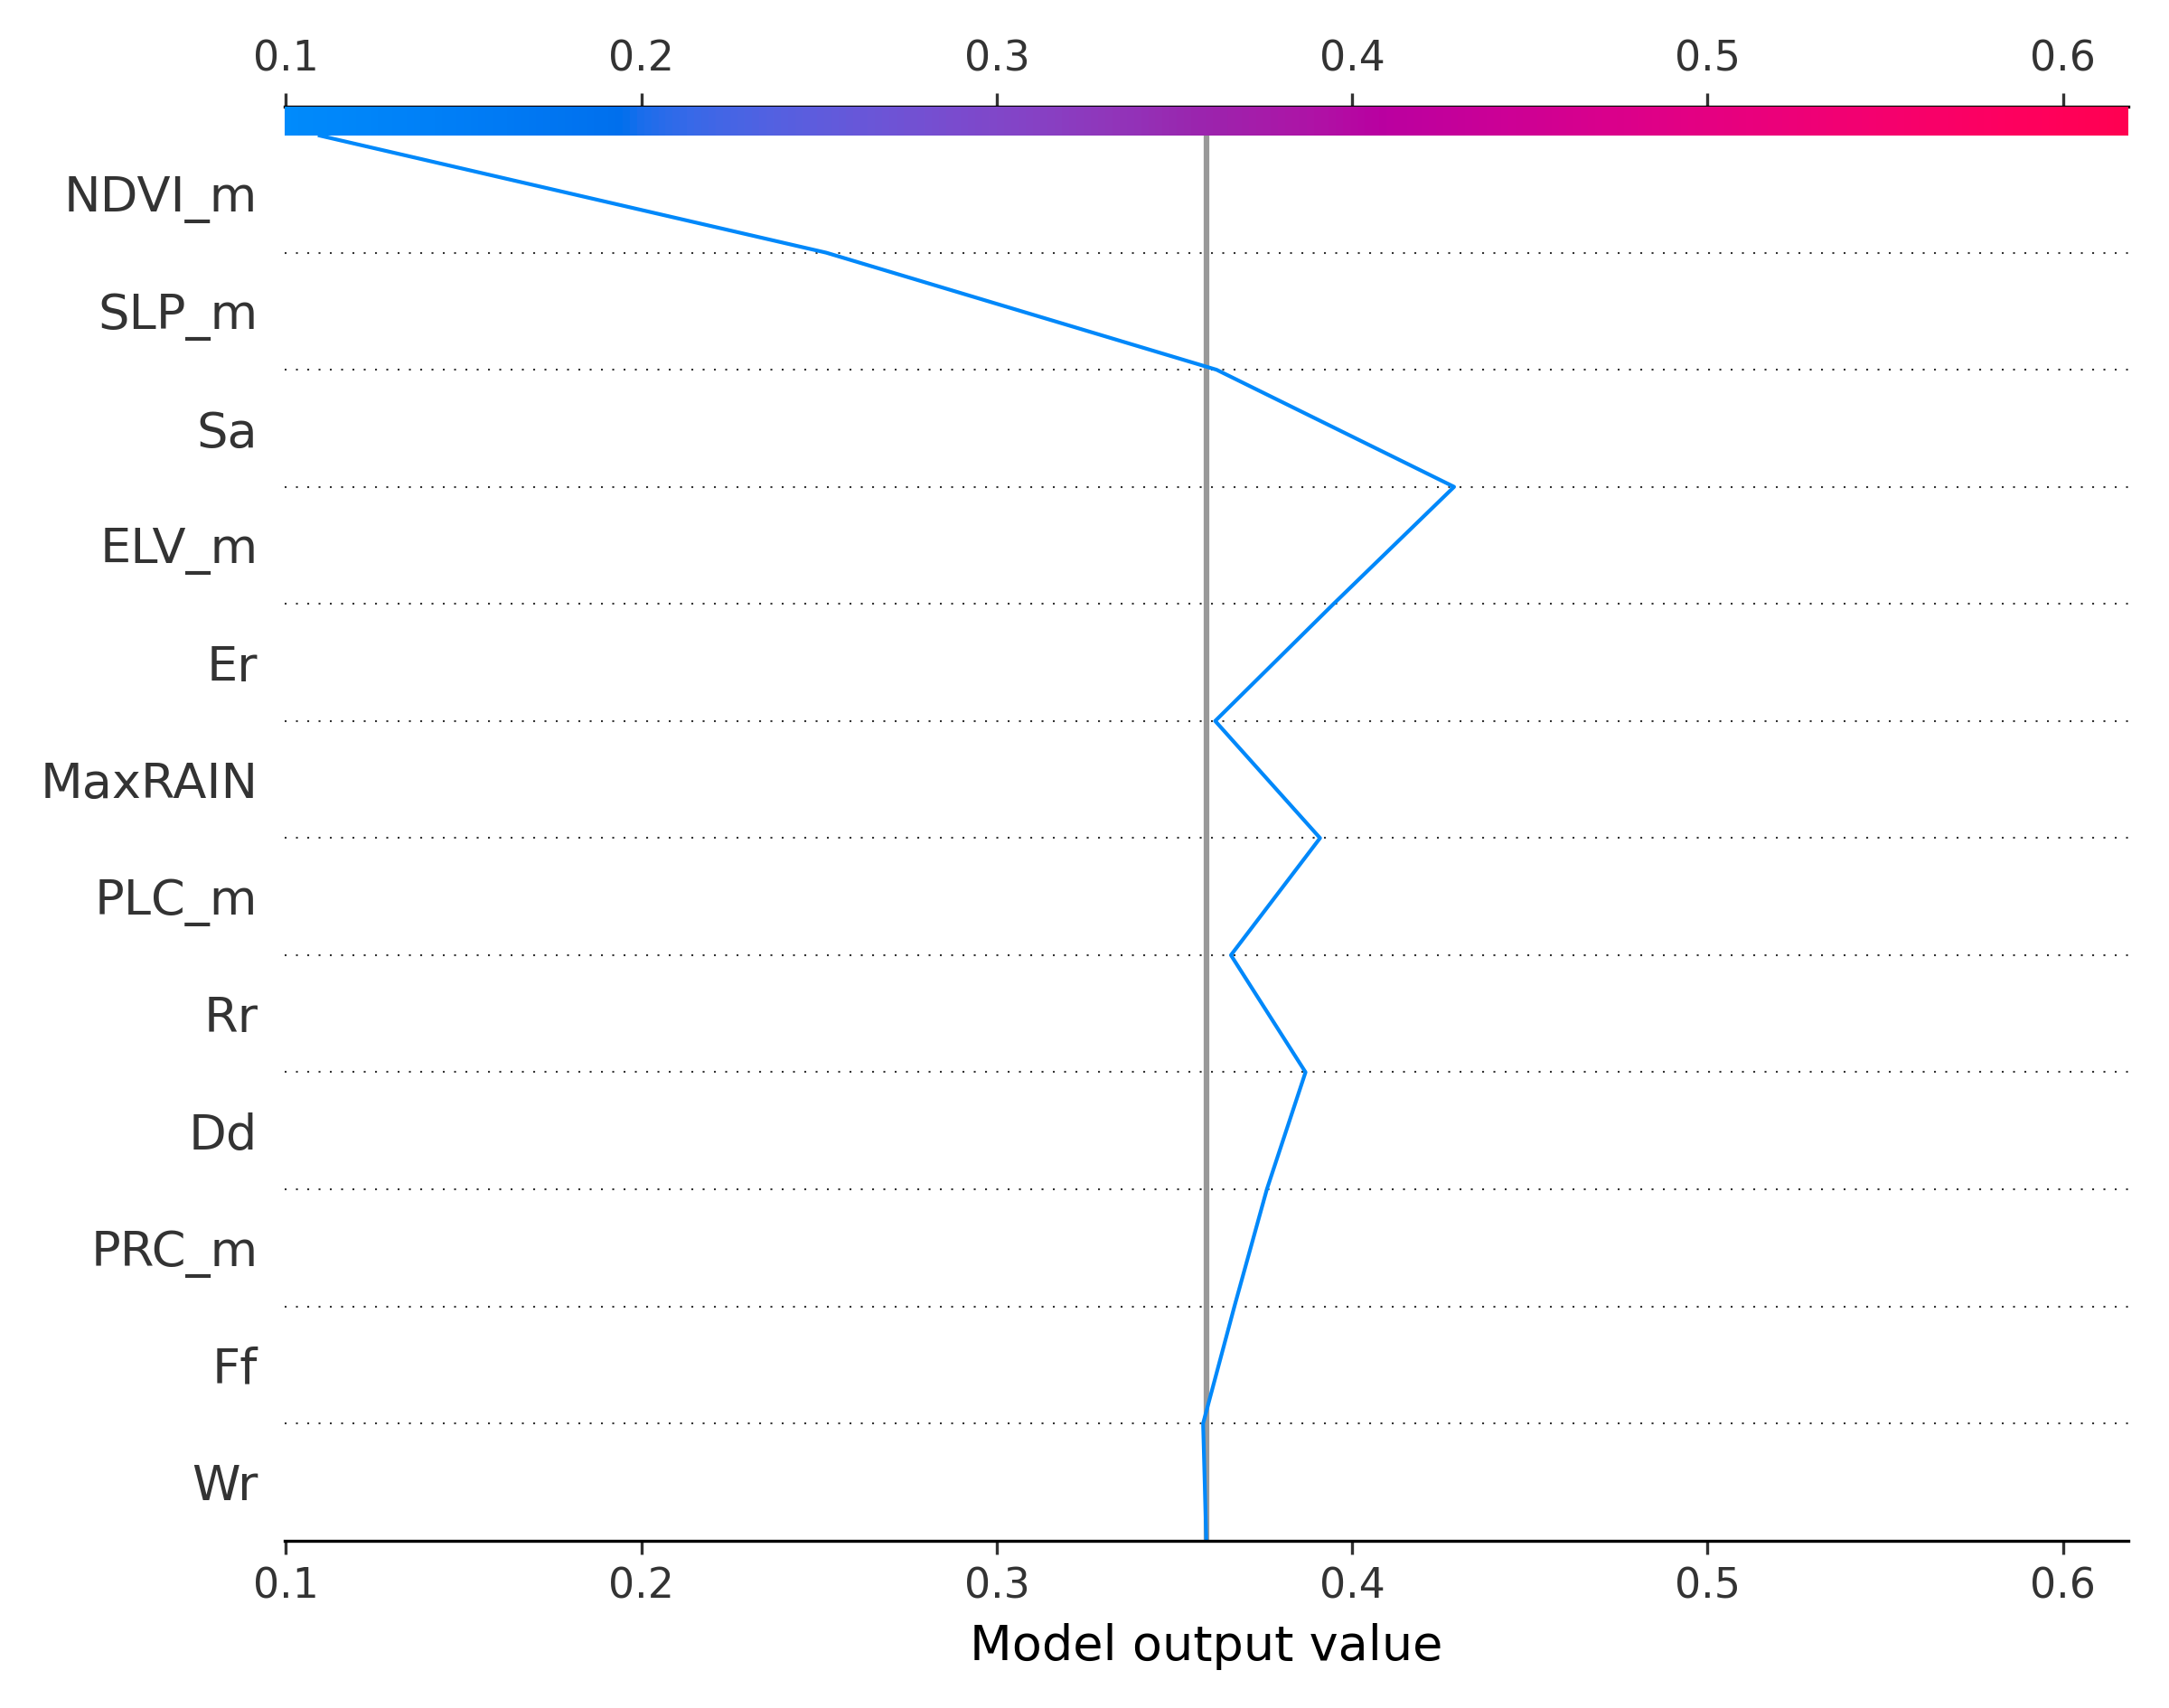 0.1 0.2 0.3 0.4 0.5 0.6
NDVI_m
SLP_m
Sa
ELV_m
Er
MaxRAIN
PLC_m
Rr
Dd
PRC_m
Ff
Wr
0.1 0.2 0.3 0.4 0.5 0.6
Model output value